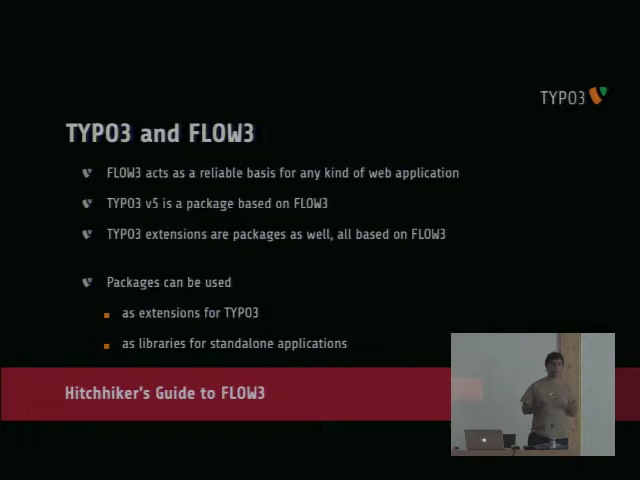 TYPO3
TYPO3 and FLOW3
FLOW3 acts as a reliable basis for any kind of web application
TYPO3 v5 is a package based on FLOW3
TYPO3 extensions are packages as well, all based on FLOW3
Packages can be used
as extensions for TYPO3
as libraries for standalone applications
Hitchhiker's Guide to FLOW3